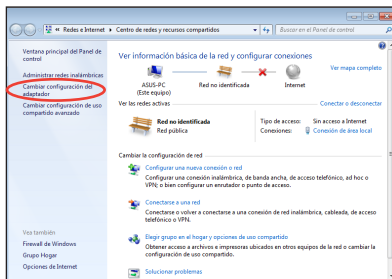 « Redes e Internet ▸ Centro de redes y recursos compartidos
Buscar en el Panel de control
Ventana principal del Panel de
control
Administrar redes inalámbricas
Cambiar configuración del
adaptador
Cambiar configuración de uso
compartido avanzado
Vea también
Firewall de Windows
Grupo Hogar
Opciones de Internet
Ver información básica de la red y configurar conexiones
Ver mapa completo
ASUS-PC
(Este equipo)
Red no identificada
Internet
Ver las redes activas
Conectar o desconectar
Red no identificada
Red pública
Tipo de acceso: Sin acceso a Internet
Conexiones: Conexión de área local
Cambiar la configuración de red
Configurar una nueva conexión o red
Configurar una conexión inalámbrica, de banda ancha, de acceso telefónico, ad hoc o
VPN; o bien configurar un enrutador o punto de acceso.
Conectarse a una red
Conectarse o volver a conectarse a una conexión de red inalámbrica, cableada, de acceso
telefónico o VPN.
Elegir grupo en el hogar y opciones de uso compartido
Obtener acceso a archivos e impresoras ubicados en otros equipos de la red o cambiar la
configuración de uso compartido.
Solucionar problemas